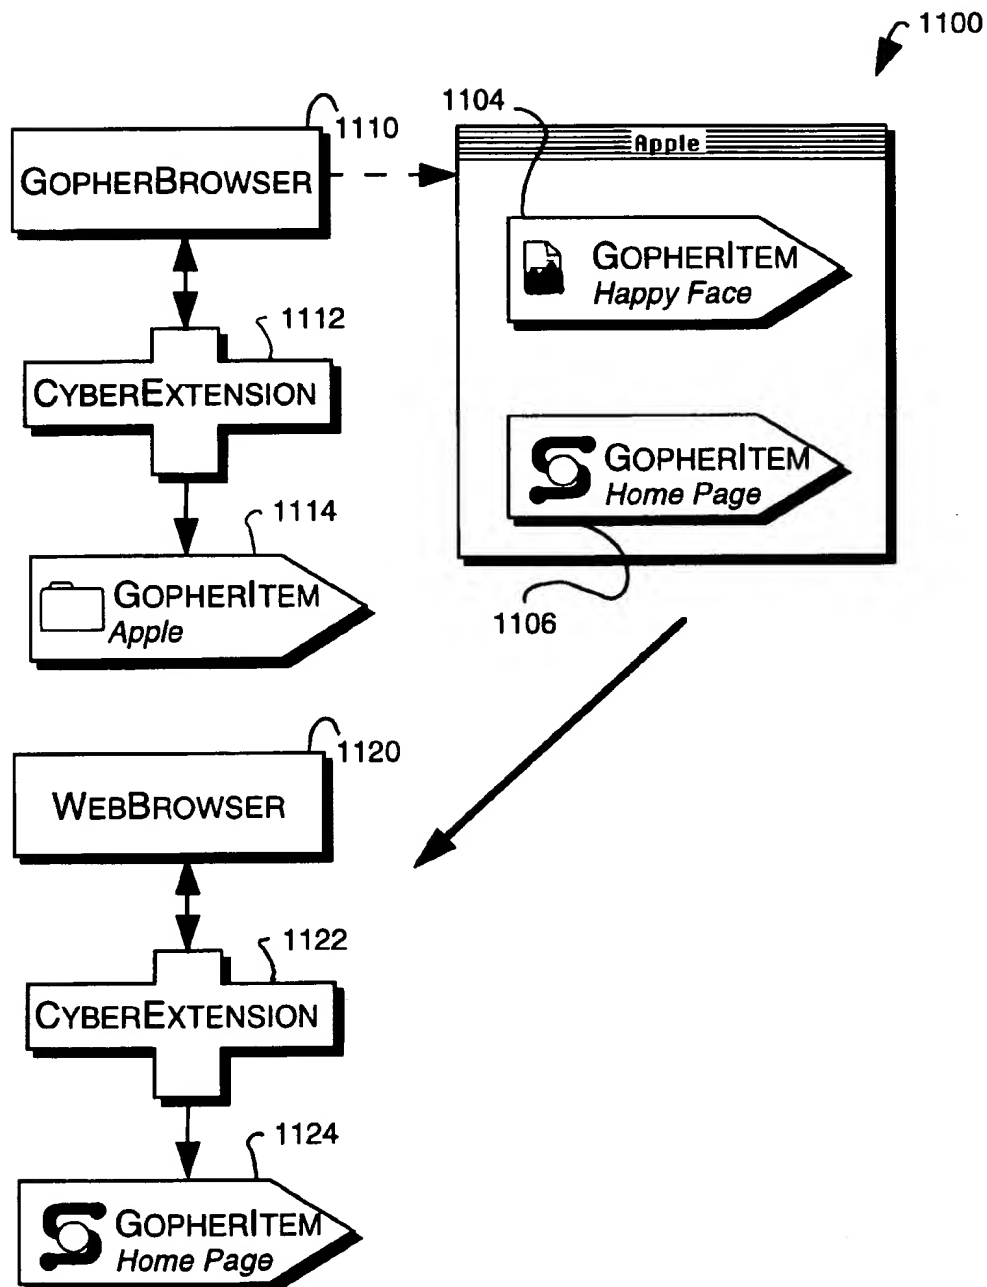 1100
1104
1110
Apple
GOPHERBROWSER
GOPHERITEM
Happy Face
1112
CYBEREXTENSION
GOPHERITEM
Home Page
1114
GOPHERITEM
Apple
1106
1120
WEBBROWSER
1122
CYBEREXTENSION
1124
GOPHERITEM
Home Page